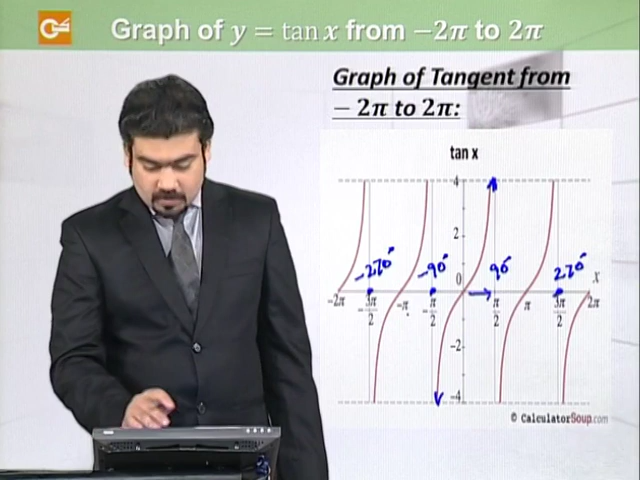 Graph of y = tan x from −2π to 2π
Graph of Tangent from
− 2π to 2π:
tan x
4
2
-270° -90° 0 90° 270° x
-2π -3π/2 -π -π/2 π/2 π 3π/2 2π
-2
-4
© CalculatorSoup.com